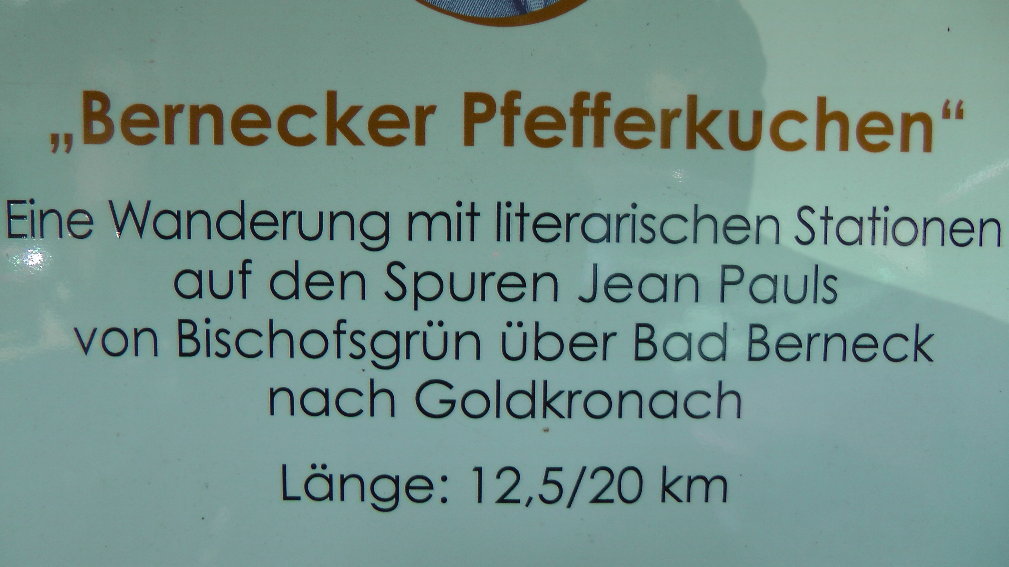 „Bernecker Pfefferkuchen“
Eine Wanderung mit literarischen Stationen
auf den Spuren Jean Pauls
von Bischofsgrün über Bad Berneck
nach Goldkronach
Länge: 12,5/20 km